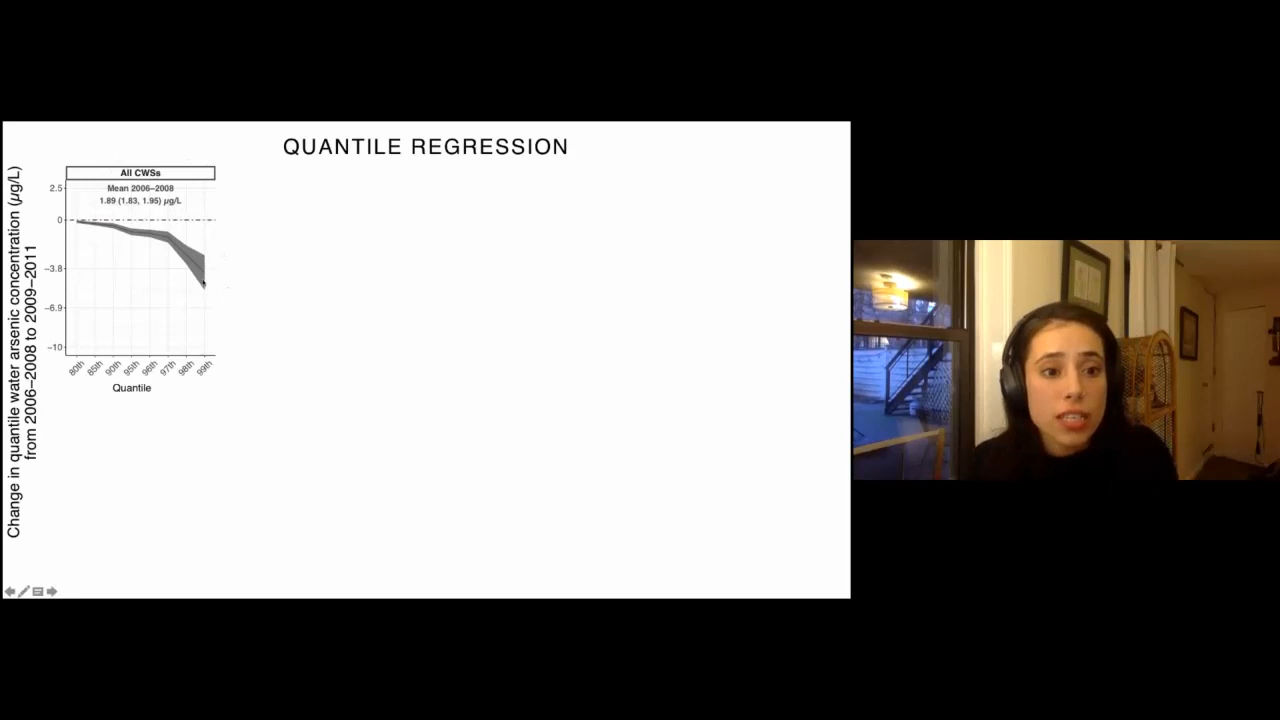 QUANTILE REGRESSION
Change in quantile water arsenic concentration (µg/L)
from 2006–2008 to 2009–2011
All CWSs
Mean 2006–2008
1.89 (1.83, 1.95) µg/L
2.5
0
−3.8
−6.9
−10
80th
85th
90th
95th
96th
97th
98th
99th
Quantile